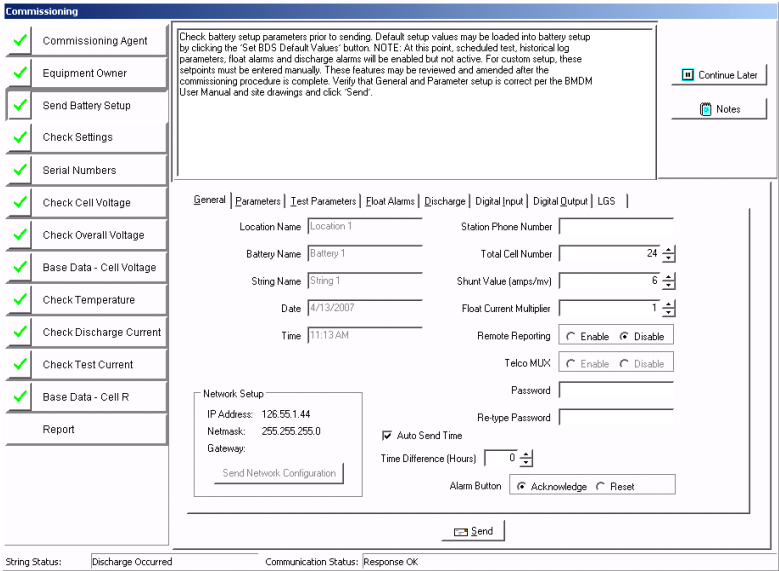 Commissioning
Commissioning Agent
Equipment Owner
Send Battery Setup
Check Settings
Serial Numbers
Check Cell Voltage
Check Overall Voltage
Base Data - Cell Voltage
Check Temperature
Check Discharge Current
Check Test Current
Base Data - Cell R
Report
Check battery setup parameters prior to sending. Default setup values may be loaded into battery setup
by clicking the 'Set BDS Default Values' button. NOTE: At this point, scheduled test, historical log
parameters, float alarms and discharge alarms will be enabled but not active. For custom setup, these
setpoints must be entered manually. These features may be reviewed and amended after the
commissioning procedure is complete. Verify that General and Parameter setup is correct per the BMDM
User Manual and site drawings and click 'Send'.
Continue Later
Notes
General Parameters Test Parameters Float Alarms Discharge Digital Input Digital Output LGS
Location Name Location 1
Battery Name Battery 1
String Name String 1
Date 4/13/2007
Time 11:13 AM
Network Setup
IP Address: 126.55.1.44
Netmask: 255.255.255.0
Gateway:
Send Network Configuration
Station Phone Number
Total Cell Number 24
Shunt Value (amps/mv) 6
Float Current Multiplier 1
Remote Reporting Enable Disable
Telco MUX Enable Disable
Password
Re-type Password
Auto Send Time
Time Difference (Hours) 0
Alarm Button Acknowledge Reset
Send
String Status: Discharge Occurred Communication Status: Response OK